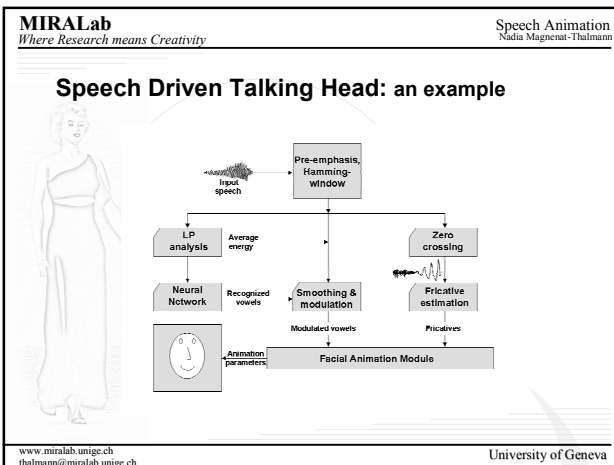 MIRALab
Where Research means Creativity
Speech Animation
Nadia Magnenat-Thalmann
Speech Driven Talking Head: an example
Pre-emphasis,
Hamming-
window
Input
speech
LP
analysis
Average
energy
Zero
crossing
Neural
Network
Recognized
vowels
Smoothing &
modulation
Fricative
estimation
Modulated vowels
Fricatives
Animation
parameters
Facial Animation Module
www.miralab.unige.ch
thalmann@miralab.unige.ch
University of Geneva